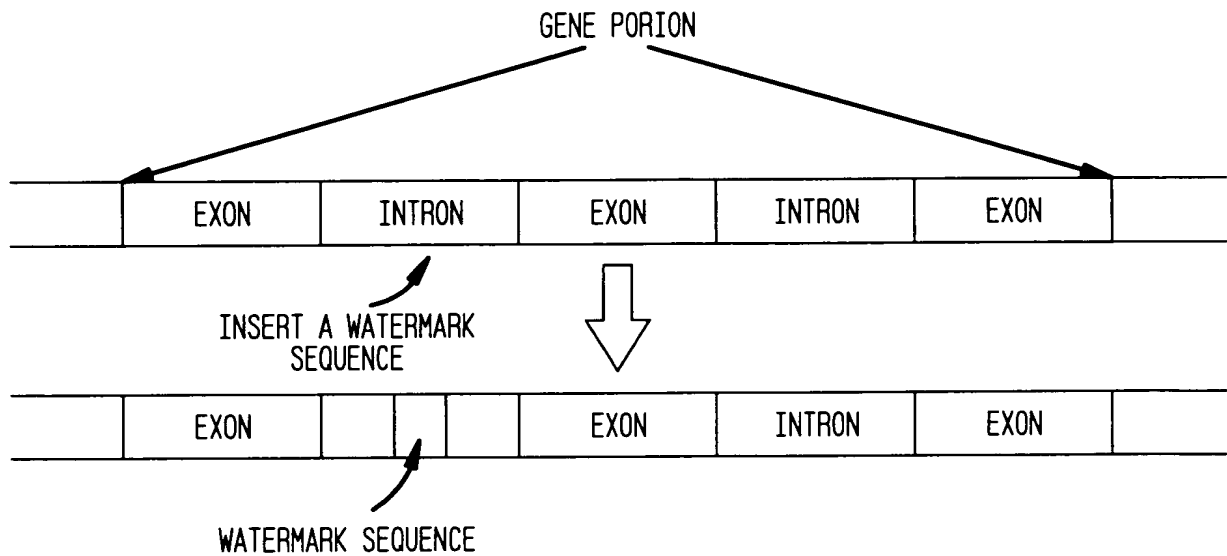 GENE PORION
EXON INTRON EXON INTRON EXON
INSERT A WATERMARK
SEQUENCE
EXON EXON INTRON EXON
WATERMARK SEQUENCE